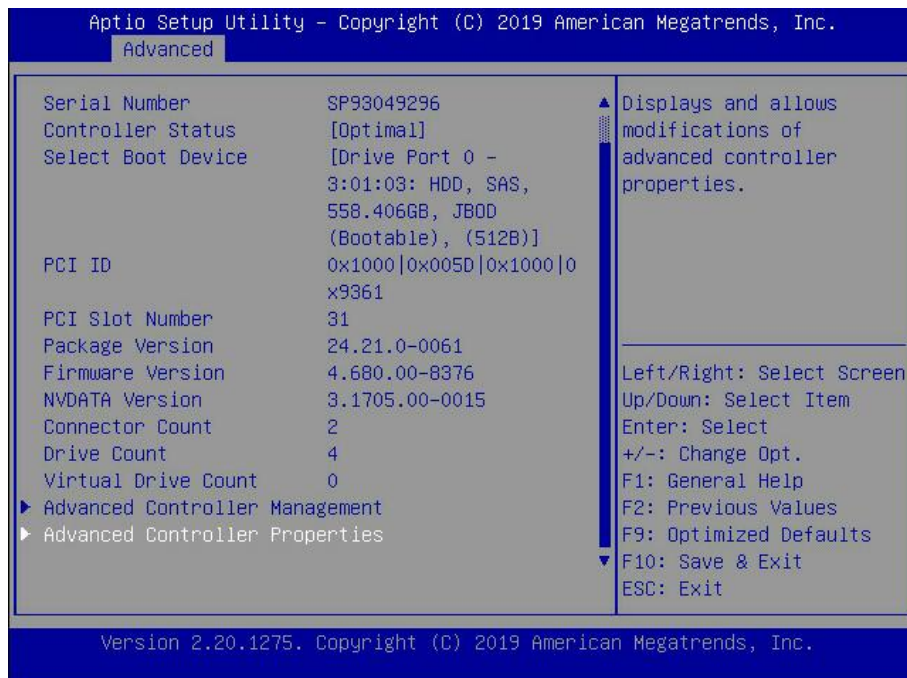 Aptio Setup Utility – Copyright (C) 2019 American Megatrends, Inc.
Advanced
Serial Number SP93049296
Controller Status [Optimal]
Select Boot Device [Drive Port 0 –
3:01:03: HDD, SAS,
558.406GB, JBOD
(Bootable), (512B)]
PCI ID 0x1000|0x005D|0x1000|0
x9361
PCI Slot Number 31
Package Version 24.21.0-0061
Firmware Version 4.680.00-8376
NVDATA Version 3.1705.00-0015
Connector Count 2
Drive Count 4
Virtual Drive Count 0
Advanced Controller Management
Advanced Controller Properties
Displays and allows
modifications of
advanced controller
properties.
Left/Right: Select Screen
Up/Down: Select Item
Enter: Select
+/-: Change Opt.
F1: General Help
F2: Previous Values
F9: Optimized Defaults
F10: Save & Exit
ESC: Exit
Version 2.20.1275. Copyright (C) 2019 American Megatrends, Inc.